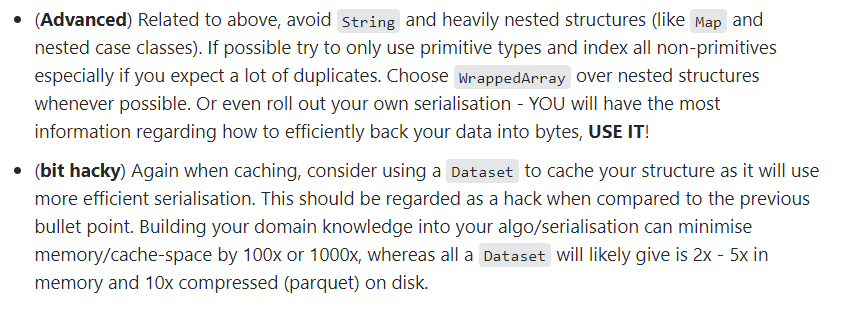 • (Advanced) Related to above, avoid String and heavily nested structures (like Map and
nested case classes). If possible try to only use primitive types and index all non-primitives
especially if you expect a lot of duplicates. Choose WrappedArray over nested structures
whenever possible. Or even roll out your own serialisation - YOU will have the most
information regarding how to efficiently back your data into bytes, USE IT!
• (bit hacky) Again when caching, consider using a Dataset to cache your structure as it will use
more efficient serialisation. This should be regarded as a hack when compared to the previous
bullet point. Building your domain knowledge into your algo/serialisation can minimise
memory/cache-space by 100x or 1000x, whereas all a Dataset will likely give is 2x - 5x in
memory and 10x compressed (parquet) on disk.